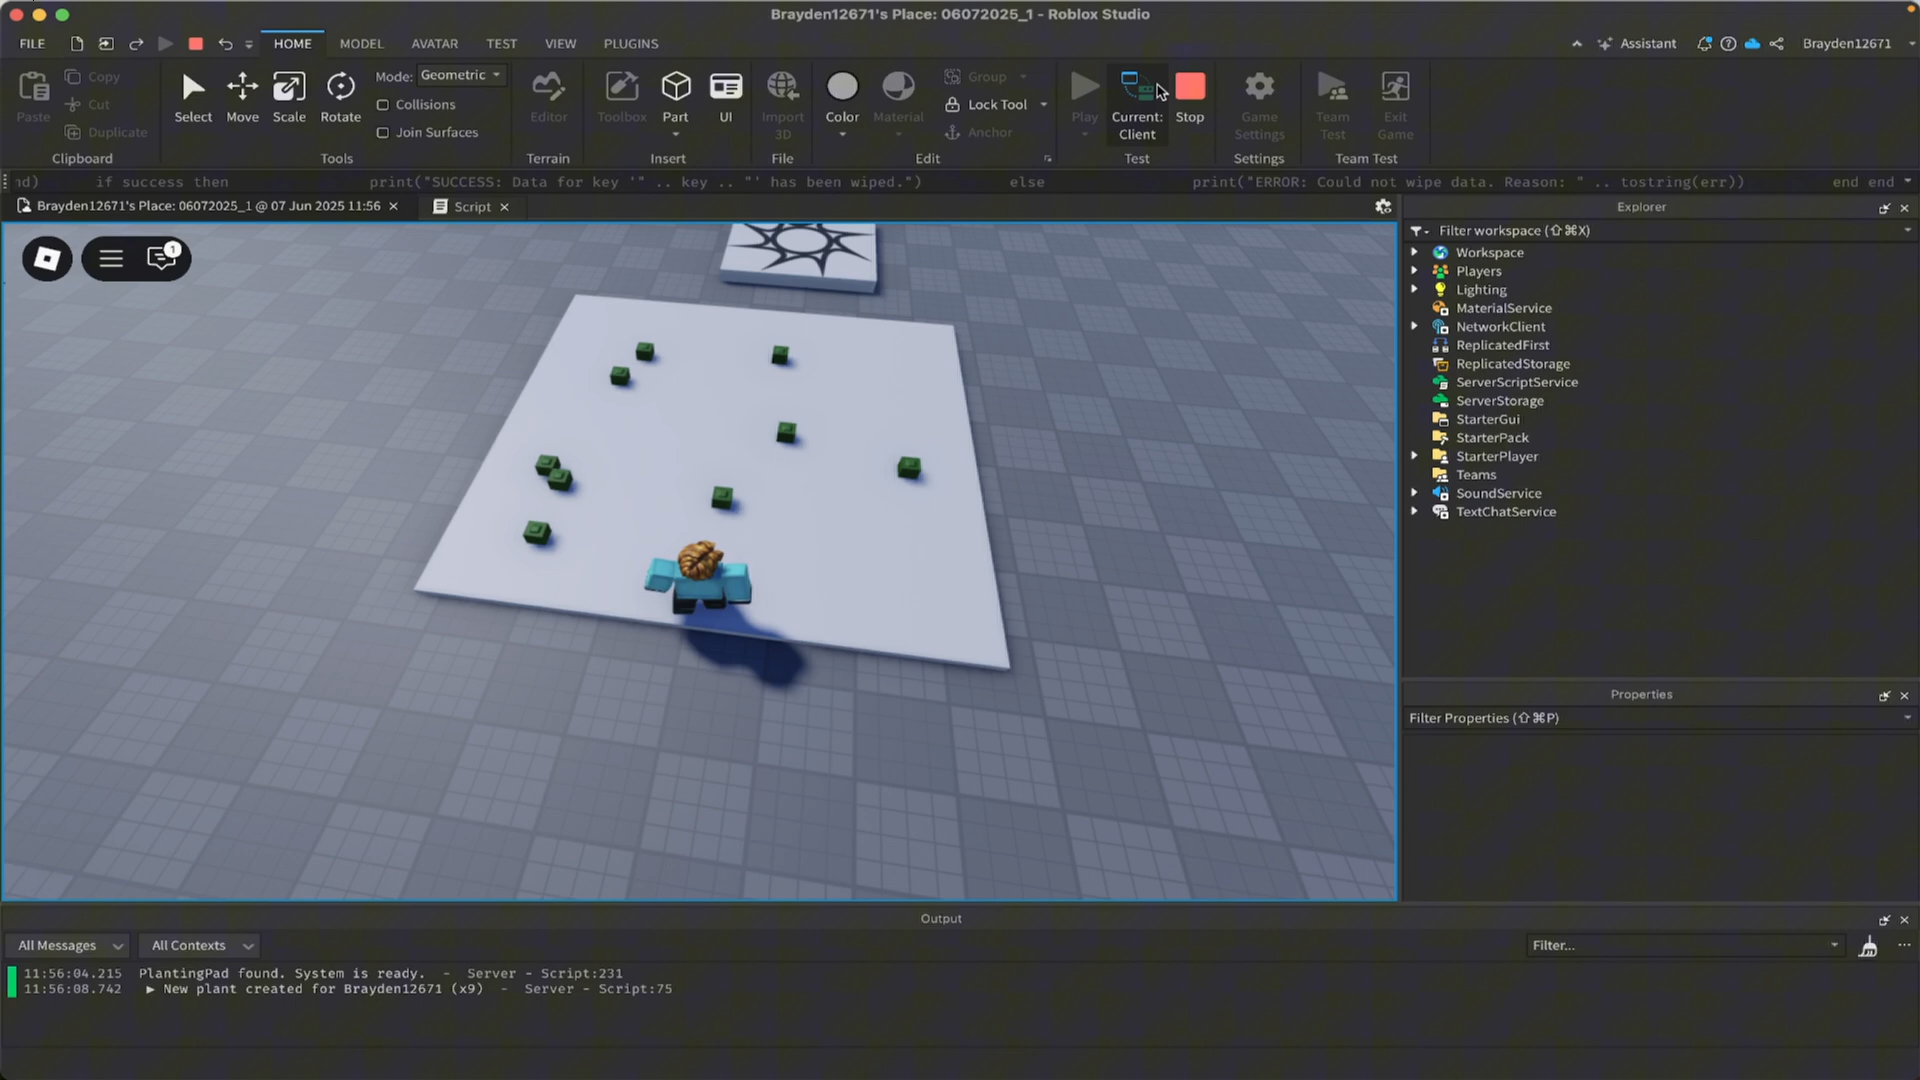 Brayden12671's Place: 06072025_1 - Roblox Studio
FILE HOME MODEL AVATAR TEST VIEW PLUGINS Assistant Brayden12671
Paste Copy Cut Duplicate Clipboard
Select Move Scale Rotate Mode: Geometric Collisions Join Surfaces Tools
Editor Terrain
Toolbox Part UI Insert
Import 3D File
Color Material Group Lock Tool Anchor Edit
Play Current: Client Stop Test
Game Settings Settings
Team Test Exit Game Team Test
nd) if success then print("SUCCESS: Data for key '" .. key .. "' has been wiped.") else print("ERROR: Could not wipe data. Reason: " .. tostring(err)) end end
Brayden12671's Place: 06072025_1 @ 07 Jun 2025 11:56 Script
1
Explorer
Filter workspace (⇧⌘X)
Workspace
Players
Lighting
MaterialService
NetworkClient
ReplicatedFirst
ReplicatedStorage
ServerScriptService
ServerStorage
StarterGui
StarterPack
StarterPlayer
Teams
SoundService
TextChatService
Properties
Filter Properties (⇧⌘P)
Output
All Messages All Contexts Filter...
11:56:04.215 PlantingPad found. System is ready. - Server - Script:231
11:56:08.742 ▶ New plant created for Brayden12671 (x9) - Server - Script:75